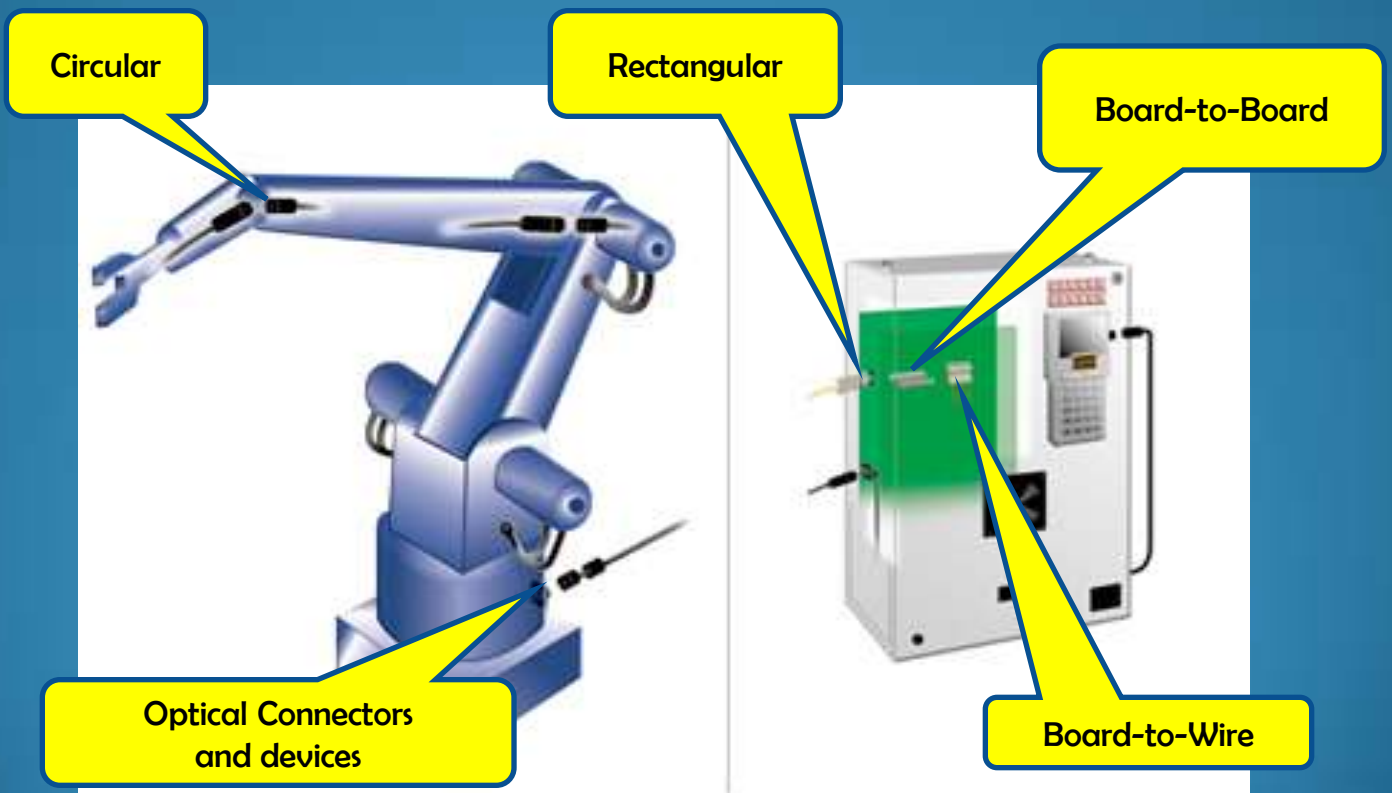 Circular
Rectangular
Board-to-Board
Optical Connectors
and devices
Board-to-Wire